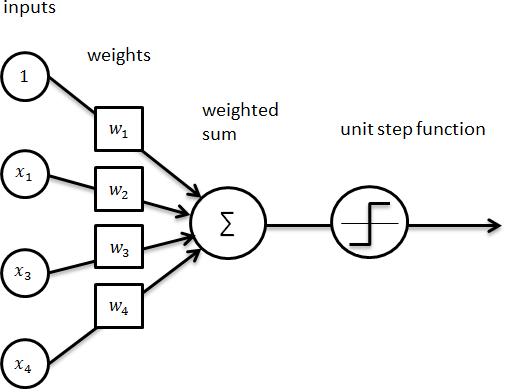 inputs
weights
weighted
sum
unit step function
1
w₁
x₁
w₂
Σ
w₃
x₃
w₄
x₄